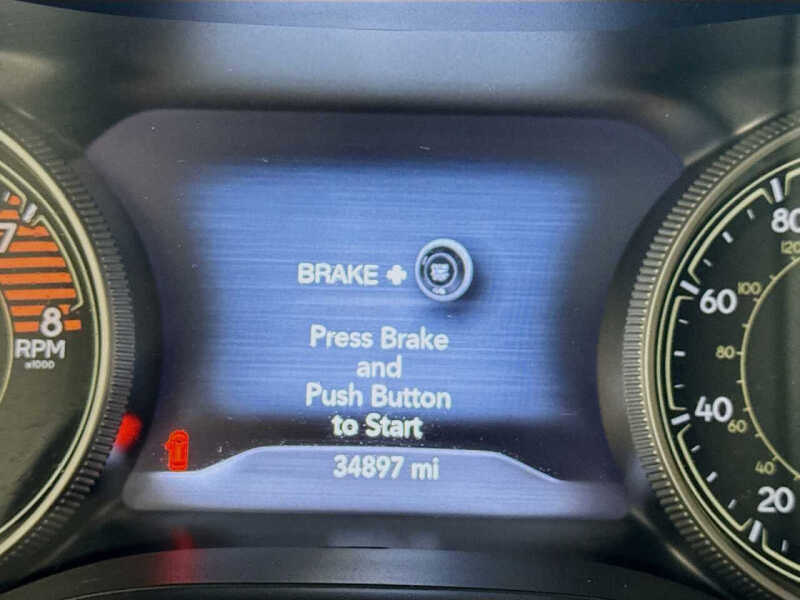 BRAKE +
Press Brake
and
Push Button
to Start
34897 mi
7
8
RPM
x1000
80
120
60
100
80
40
60
40
20